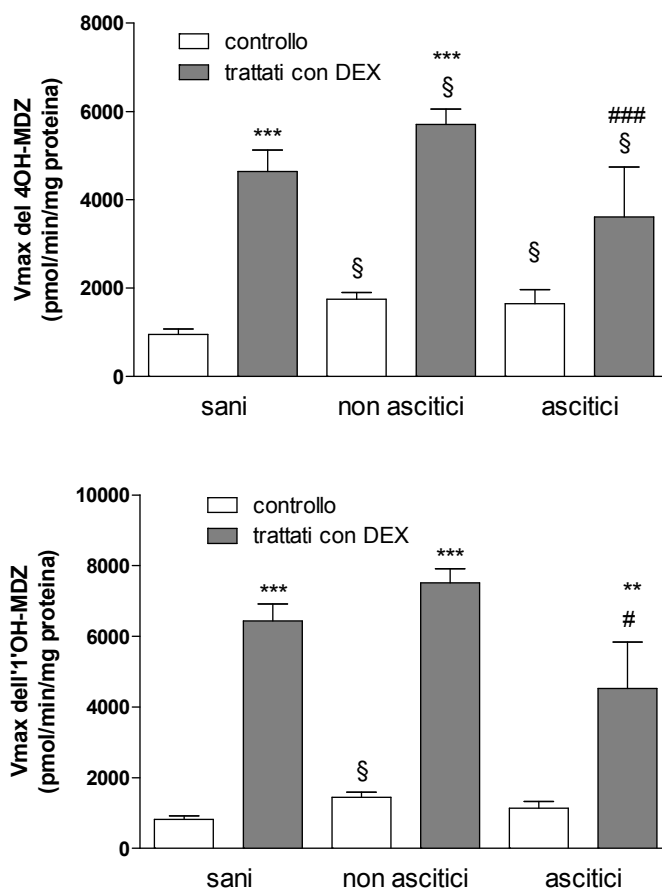 8000
6000
4000
2000
0
Vmax del 4OH-MDZ
(pmol/min/mg proteina)
controllo
trattati con DEX
***
***
§
§
§
###
§
sani
non ascitici
ascitici
10000
8000
6000
4000
2000
0
Vmax dell'1'OH-MDZ
(pmol/min/mg proteina)
controllo
trattati con DEX
***
§
***
**
#
sani
non ascitici
ascitici